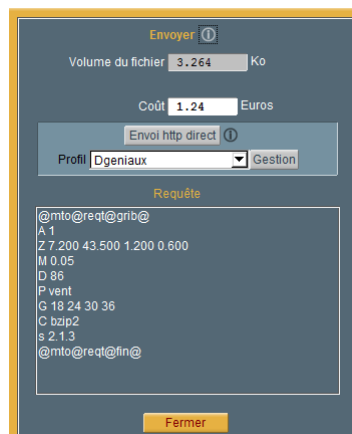 Envoyer
Volume du fichier 3.264 Ko
Coût 1.24 Euros
Envoi http direct
Profil Dgeniaux Gestion
Requête
@mto@reqt@grib@
A 1
Z 7.200 43.500 1.200 0.600
M 0.05
D 86
P vent
G 18 24 30 36
C bzip2
s 2.1.3
@mto@reqt@fin@
Fermer